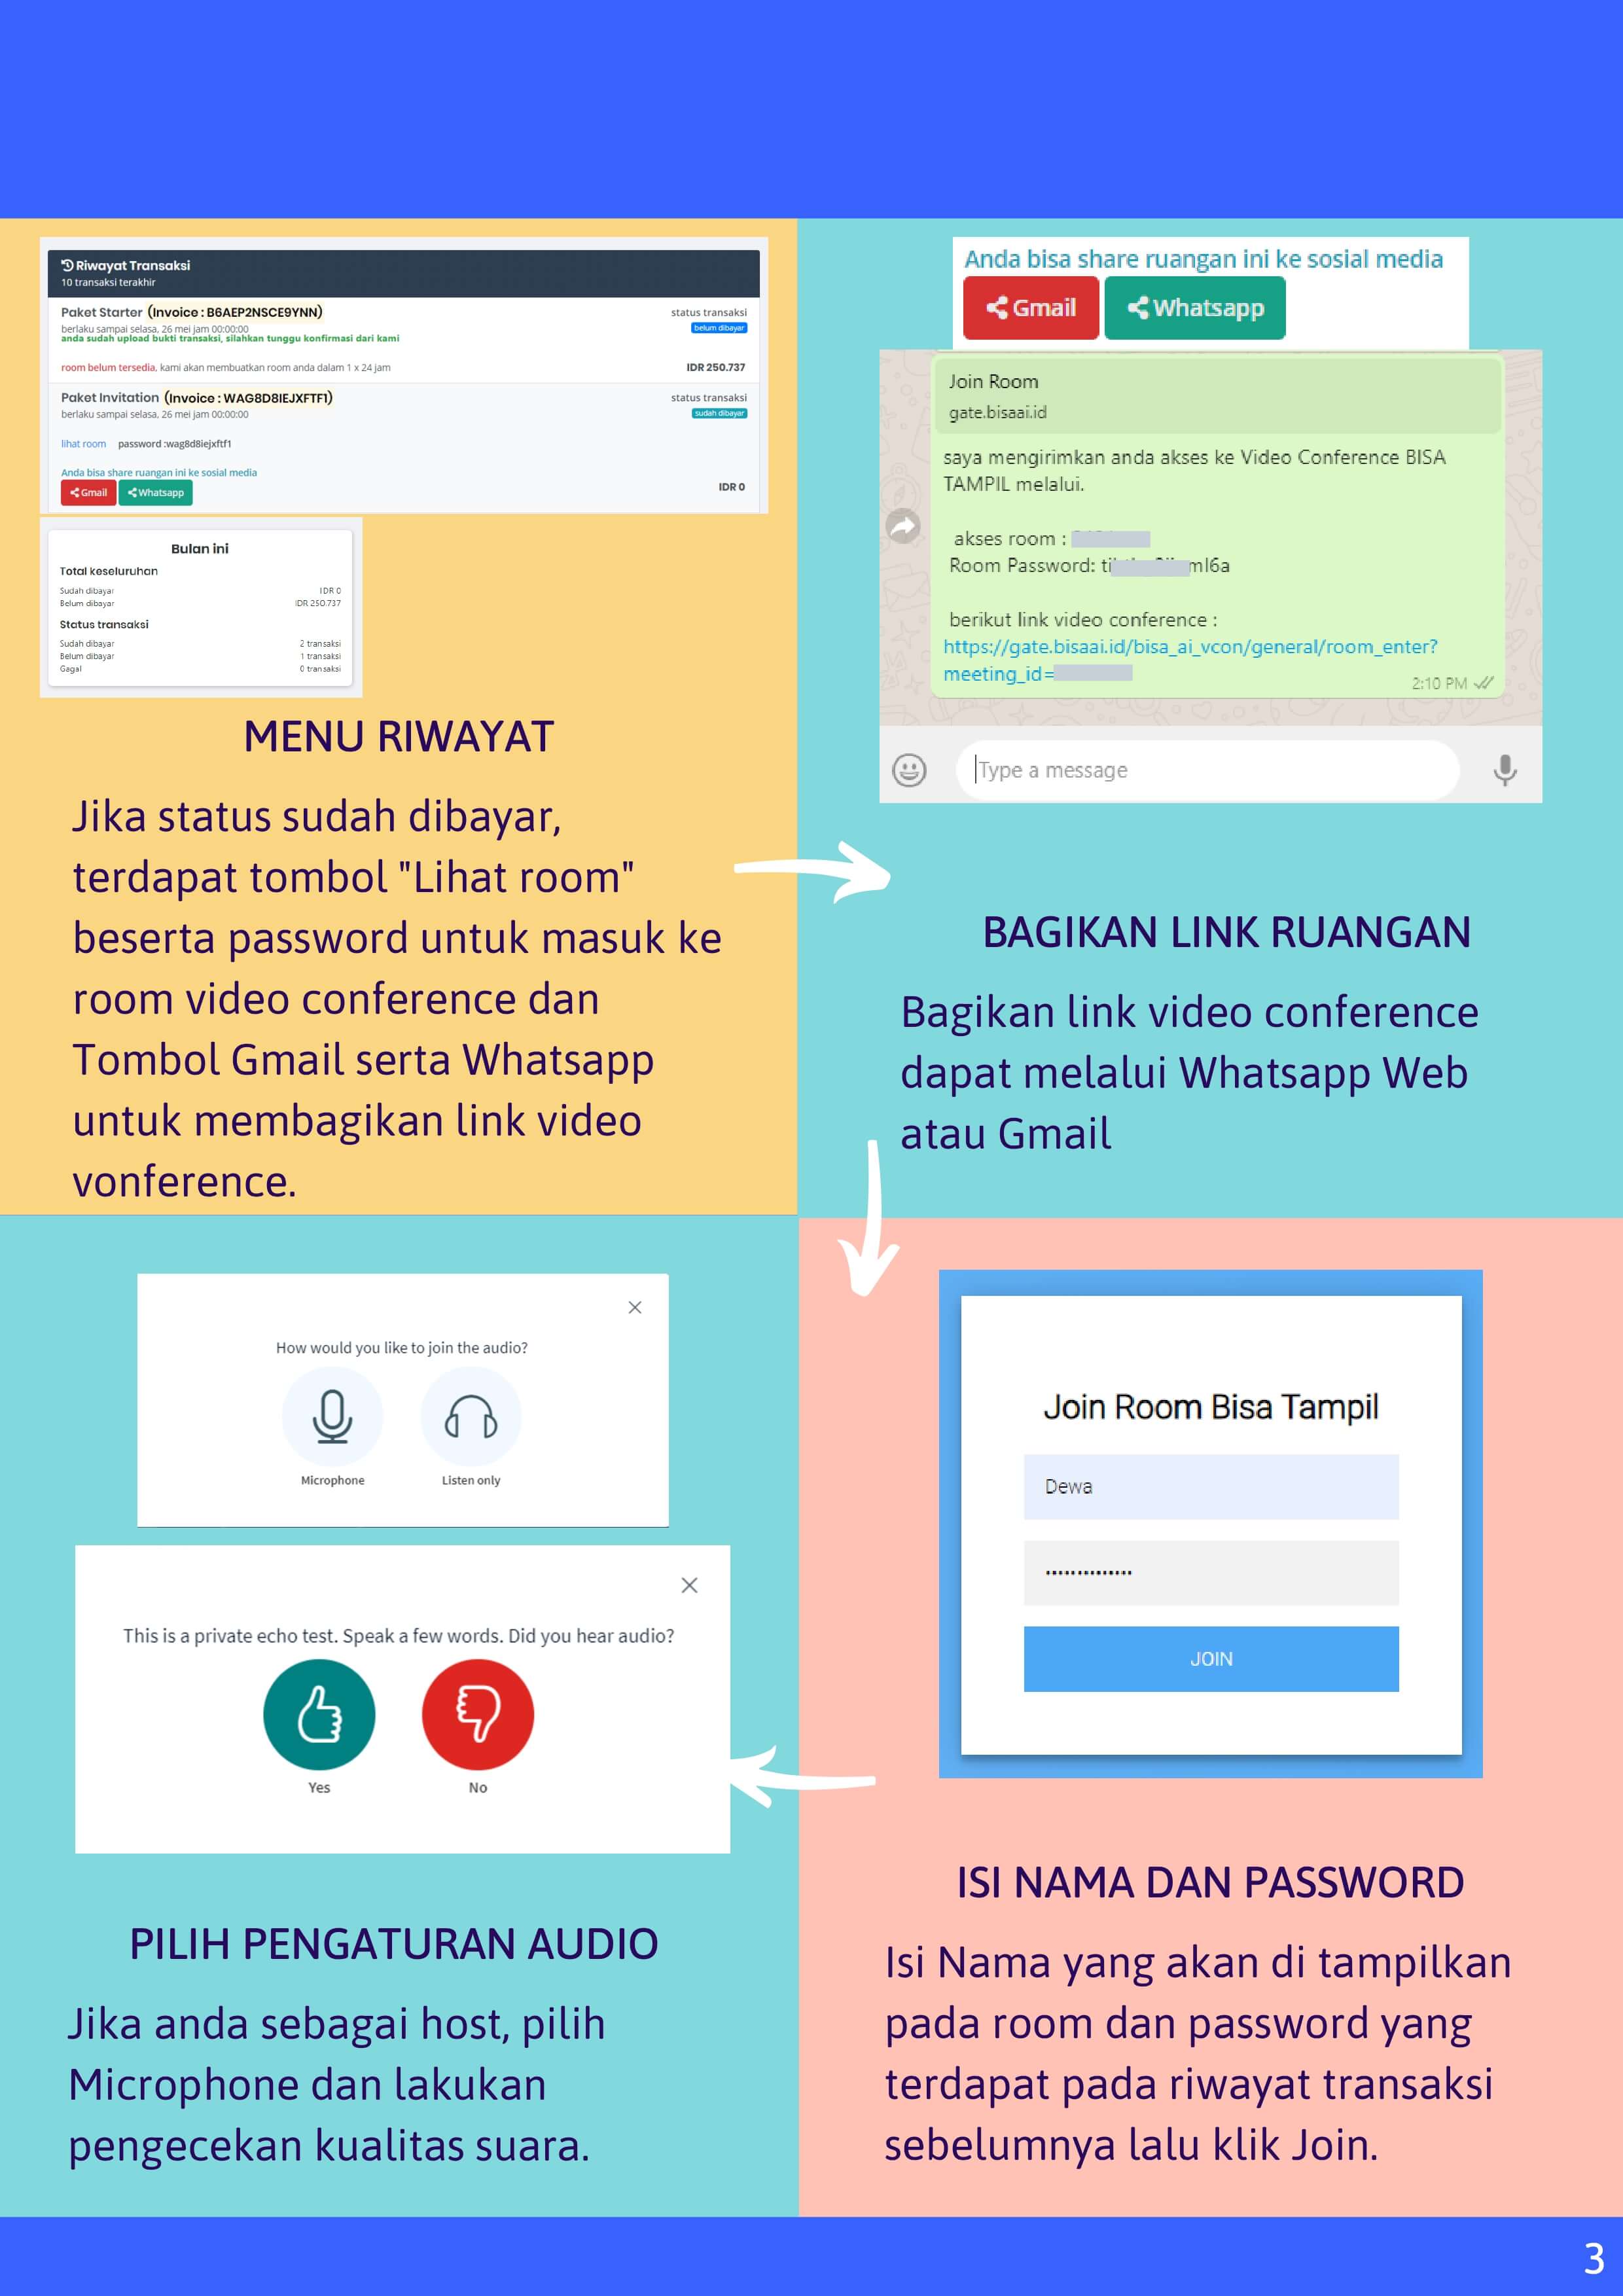 Riwayat Transaksi
10 transaksi terakhir
Paket Starter (Invoice : B6AEP2NSCE9YNN)
status transaksi
berlaku sampai selasa, 26 mei jam 00:00:00
belum dibayar
anda sudah upload bukti transaksi, silahkan tunggu konfirmasi dari kami
room belum tersedia, kami akan membuatkan room anda dalam 1 x 24 jam
IDR 250.737
Paket Invitation (Invoice : WAG8D8IEJXFTF1)
status transaksi
berlaku sampai selasa, 26 mei jam 00:00:00
sudah dibayar
lihat room password :wag8d8iejxftf1
Anda bisa share ruangan ini ke sosial media
Gmail Whatsapp
IDR 0
Bulan ini
Total keseluruhan
Sudah dibayar IDR 0
Belum dibayar IDR 250.737
Status transaksi
Sudah dibayar 2 transaksi
Belum dibayar 1 transaksi
Gagal 0 transaksi
MENU RIWAYAT
Jika status sudah dibayar,
terdapat tombol "Lihat room"
beserta password untuk masuk ke
room video conference dan
Tombol Gmail serta Whatsapp
untuk membagikan link video
vonference.
Anda bisa share ruangan ini ke sosial media
Gmail Whatsapp
Join Room
gate.bisaai.id
saya mengirimkan anda akses ke Video Conference BISA
TAMPIL melalui.
akses room :
Room Password: ml6a
berikut link video conference :
https://gate.bisaai.id/bisa_ai_vcon/general/room_enter?
meeting_id=
2:10 PM
Type a message
BAGIKAN LINK RUANGAN
Bagikan link video conference
dapat melalui Whatsapp Web
atau Gmail
Join Room Bisa Tampil
Dewa
JOIN
ISI NAMA DAN PASSWORD
Isi Nama yang akan di tampilkan
pada room dan password yang
terdapat pada riwayat transaksi
sebelumnya lalu klik Join.
How would you like to join the audio?
Microphone Listen only
This is a private echo test. Speak a few words. Did you hear audio?
Yes No
PILIH PENGATURAN AUDIO
Jika anda sebagai host, pilih
Microphone dan lakukan
pengecekan kualitas suara.
3